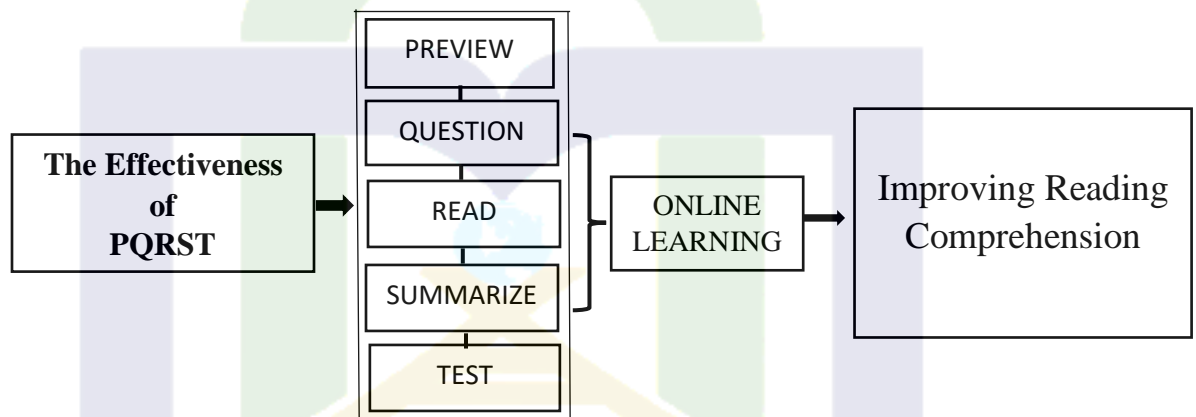 The Effectiveness
of
PQRST
PREVIEW
QUESTION
READ
SUMMARIZE
TEST
ONLINE
LEARNING
Improving Reading
Comprehension